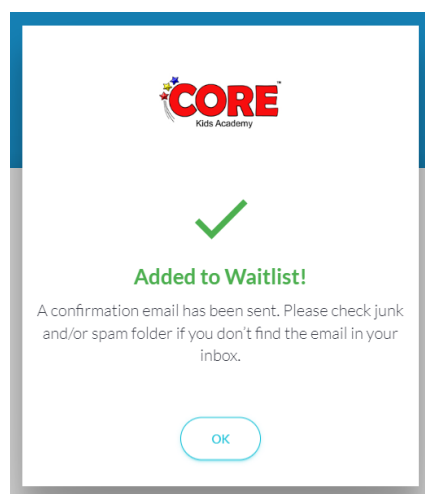 CORE™
Kids Academy
Added to Waitlist!
A confirmation email has been sent. Please check junk
and/or spam folder if you don't find the email in your
inbox.
OK